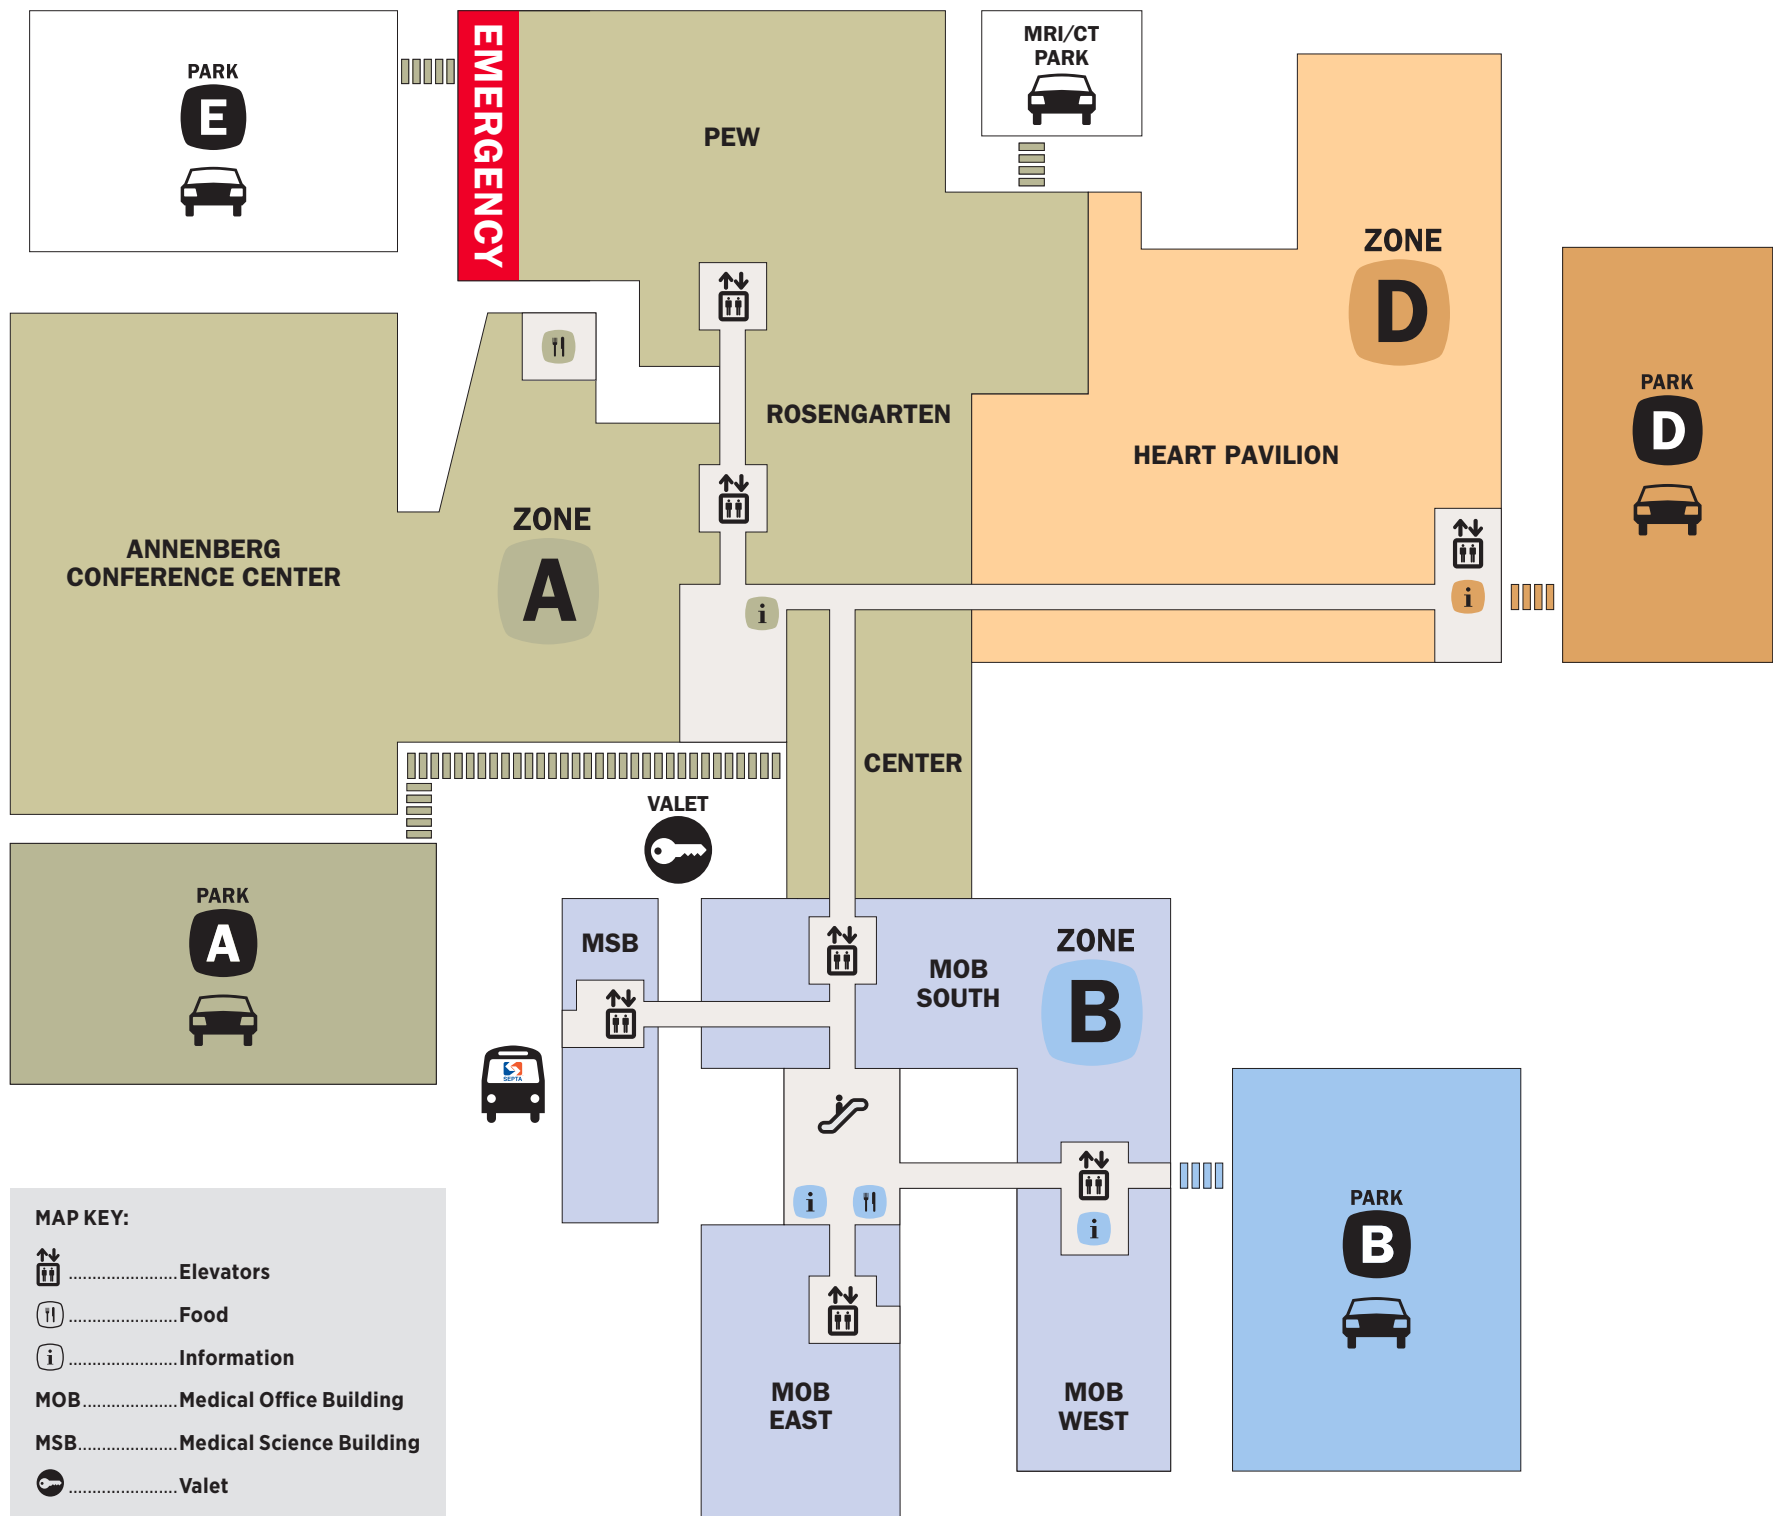 PARK
E
EMERGENCY
PEW
MRI/CT
PARK
ZONE
D
PARK
D
ROSENGARTEN
HEART PAVILION
ZONE
A
ANNENBERG
CONFERENCE CENTER
i
i
CENTER
VALET
PARK
A
MSB
MOB
SOUTH
ZONE
B
SEPTA
i
i
PARK
B
MOB
EAST
MOB
WEST
MAP KEY:
......................Elevators
......................Food
i ......................Information
MOB...................Medical Office Building
MSB....................Medical Science Building
......................Valet